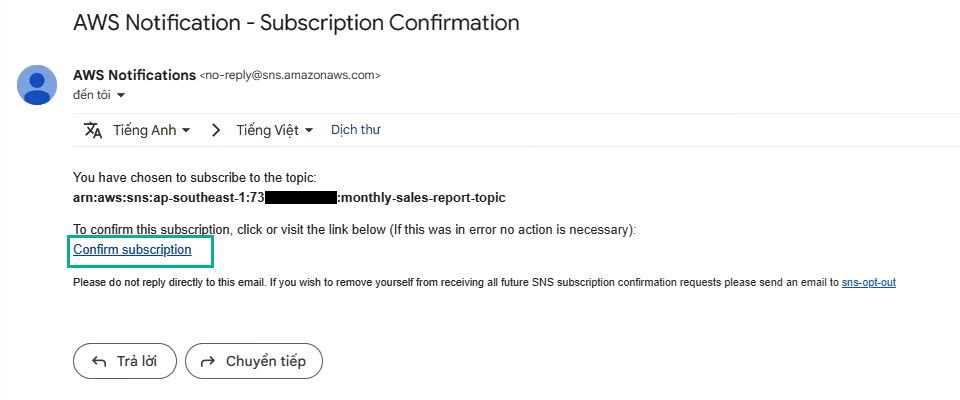 AWS Notification - Subscription Confirmation
AWS Notifications <no-reply@sns.amazonaws.com>
đến tôi
Tiếng Anh > Tiếng Việt Dịch thư
You have chosen to subscribe to the topic:
arn:aws:sns:ap-southeast-1:73 :monthly-sales-report-topic
To confirm this subscription, click or visit the link below (If this was in error no action is necessary):
Confirm subscription
Please do not reply directly to this email. If you wish to remove yourself from receiving all future SNS subscription confirmation requests please send an email to sns-opt-out
Trả lời Chuyển tiếp